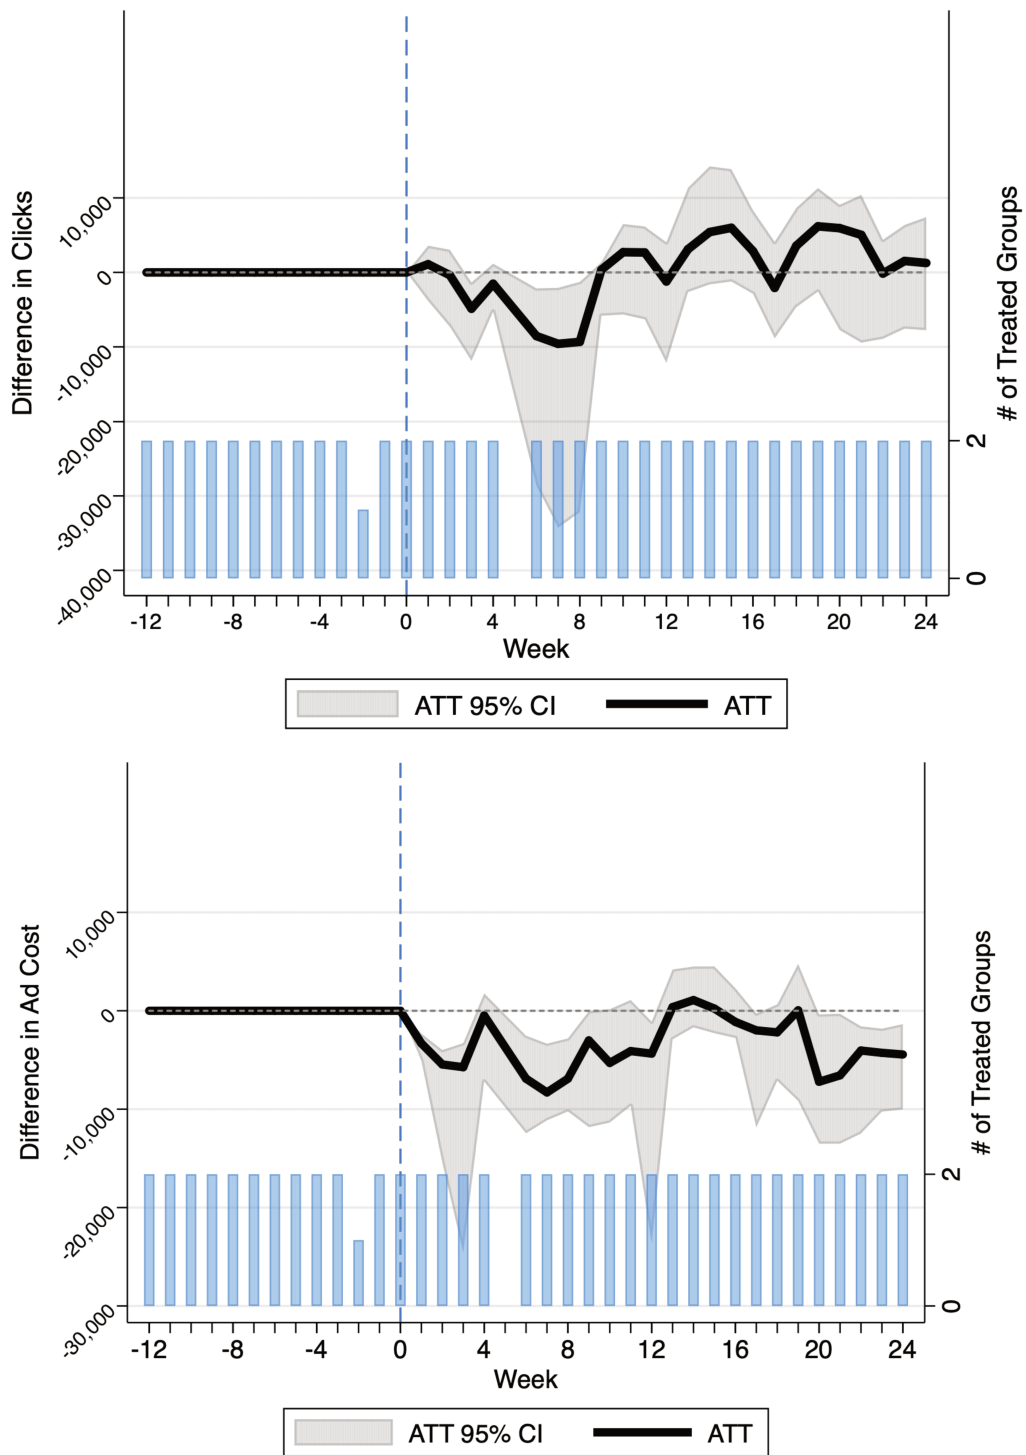 Difference in Clicks
10,000
0
-10,000
-20,000
-30,000
-40,000
2
0
# of Treated Groups
-12 -8 -4 0 4 8 12 16 20 24
Week
ATT 95% CI ATT
Difference in Ad Cost
10,000
0
-10,000
-20,000
-30,000
2
0
# of Treated Groups
-12 -8 -4 0 4 8 12 16 20 24
Week
ATT 95% CI ATT